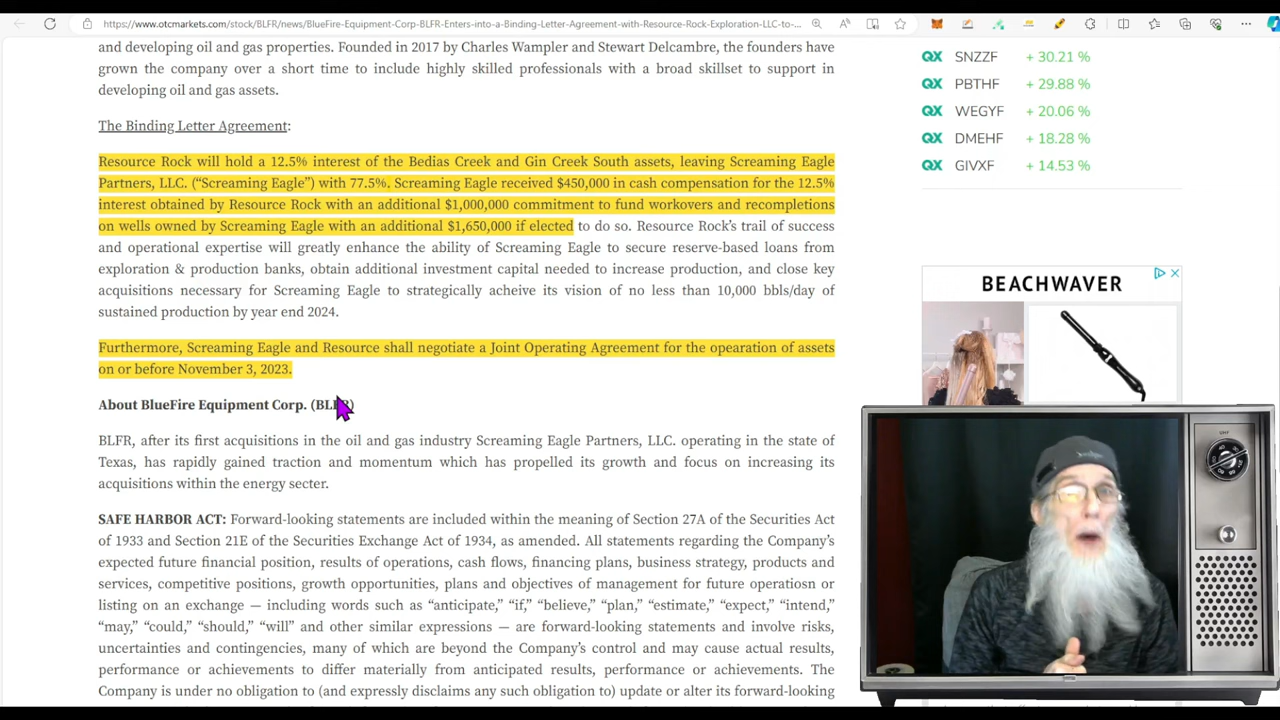 https://www.otcmarkets.com/stock/BLFR/news/BlueFire-Equipment-Corp-BLFR-Enters-into-a-Binding-Letter-Agreement-with-Resource-Rock-Exploration-LLC-to-...
and developing oil and gas properties. Founded in 2017 by Charles Wampler and Stewart Delcambre, the founders have
grown the company over a short time to include highly skilled professionals with a broad skillset to support in
developing oil and gas assets.
The Binding Letter Agreement:
Resource Rock will hold a 12.5% interest of the Bedias Creek and Gin Creek South assets, leaving Screaming Eagle
Partners, LLC. (“Screaming Eagle”) with 77.5%. Screaming Eagle received $450,000 in cash compensation for the 12.5%
interest obtained by Resource Rock with an additional $1,000,000 commitment to fund workovers and recompletions
on wells owned by Screaming Eagle with an additional $1,650,000 if elected to do so. Resource Rock’s trail of success
and operational expertise will greatly enhance the ability of Screaming Eagle to secure reserve-based loans from
exploration & production banks, obtain additional investment capital needed to increase production, and close key
acquisitions necessary for Screaming Eagle to strategically acheive its vision of no less than 10,000 bbls/day of
sustained production by year end 2024.
Furthermore, Screaming Eagle and Resource shall negotiate a Joint Operating Agreement for the opearation of assets
on or before November 3, 2023.
About BlueFire Equipment Corp. (BLFR)
BLFR, after its first acquisitions in the oil and gas industry Screaming Eagle Partners, LLC. operating in the state of
Texas, has rapidly gained traction and momentum which has propelled its growth and focus on increasing its
acquisitions within the energy secter.
SAFE HARBOR ACT: Forward-looking statements are included within the meaning of Section 27A of the Securities Act
of 1933 and Section 21E of the Securities Exchange Act of 1934, as amended. All statements regarding the Company’s
expected future financial position, results of operations, cash flows, financing plans, business strategy, products and
services, competitive positions, growth opportunities, plans and objectives of management for future operatiosn or
listing on an exchange — including words such as “anticipate,” “if,” “believe,” “plan,” “estimate,” “expect,” “intend,”
“may,” “could,” “should,” “will” and other similar expressions — are forward-looking statements and involve risks,
uncertainties and contingencies, many of which are beyond the Company’s control and may cause actual results,
performance or achievements to differ materially from anticipated results, performance or achievements. The
Company is under no obligation to (and expressly disclaims any such obligation to) update or alter its forward-looking
QX SNZZF + 30.21 %
QX PBTHF + 29.88 %
QX WEGYF + 20.06 %
QX DMEHF + 18.28 %
QX GIVXF + 14.53 %
BEACHWAVER